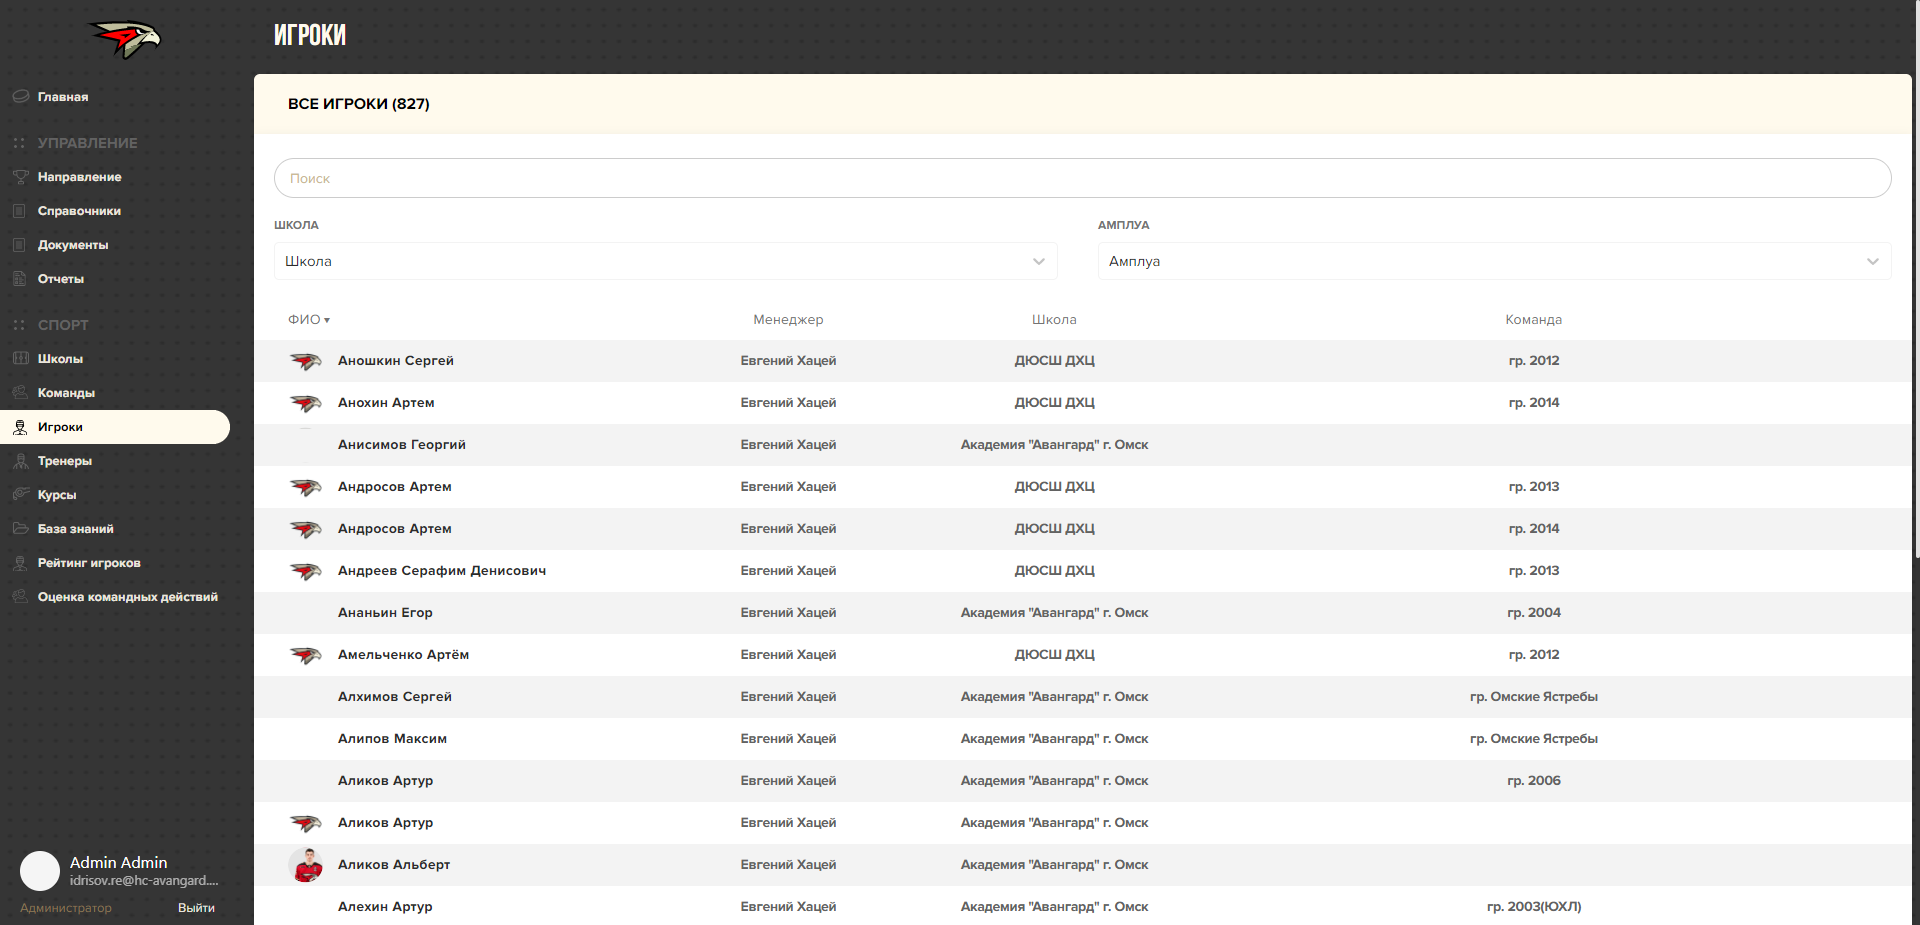 ИГРОКИ
Главная
УПРАВЛЕНИЕ
Направление
Справочники
Документы
Отчеты
СПОРТ
Школы
Команды
Игроки
Тренеры
Курсы
База знаний
Рейтинг игроков
Оценка командных действий
Admin Admin
idrisov.re@hc-avangard....
Администратор Выйти
ВСЕ ИГРОКИ (827)
Поиск
ШКОЛА АМПЛУА
Школа Амплуа
ФИО Менеджер Школа Команда
Аношкин Сергей Евгений Хацей ДЮСШ ДХЦ гр. 2012
Анохин Артем Евгений Хацей ДЮСШ ДХЦ гр. 2014
Анисимов Георгий Евгений Хацей Академия "Авангард" г. Омск
Андросов Артем Евгений Хацей ДЮСШ ДХЦ гр. 2013
Андросов Артем Евгений Хацей ДЮСШ ДХЦ гр. 2014
Андреев Серафим Денисович Евгений Хацей ДЮСШ ДХЦ гр. 2013
Ананьин Егор Евгений Хацей Академия "Авангард" г. Омск гр. 2004
Амельченко Артём Евгений Хацей ДЮСШ ДХЦ гр. 2012
Алхимов Сергей Евгений Хацей Академия "Авангард" г. Омск гр. Омские Ястребы
Алипов Максим Евгений Хацей Академия "Авангард" г. Омск гр. Омские Ястребы
Аликов Артур Евгений Хацей Академия "Авангард" г. Омск гр. 2006
Аликов Артур Евгений Хацей Академия "Авангард" г. Омск
Аликов Альберт Евгений Хацей Академия "Авангард" г. Омск
Алехин Артур Евгений Хацей Академия "Авангард" г. Омск гр. 2003(ЮХЛ)